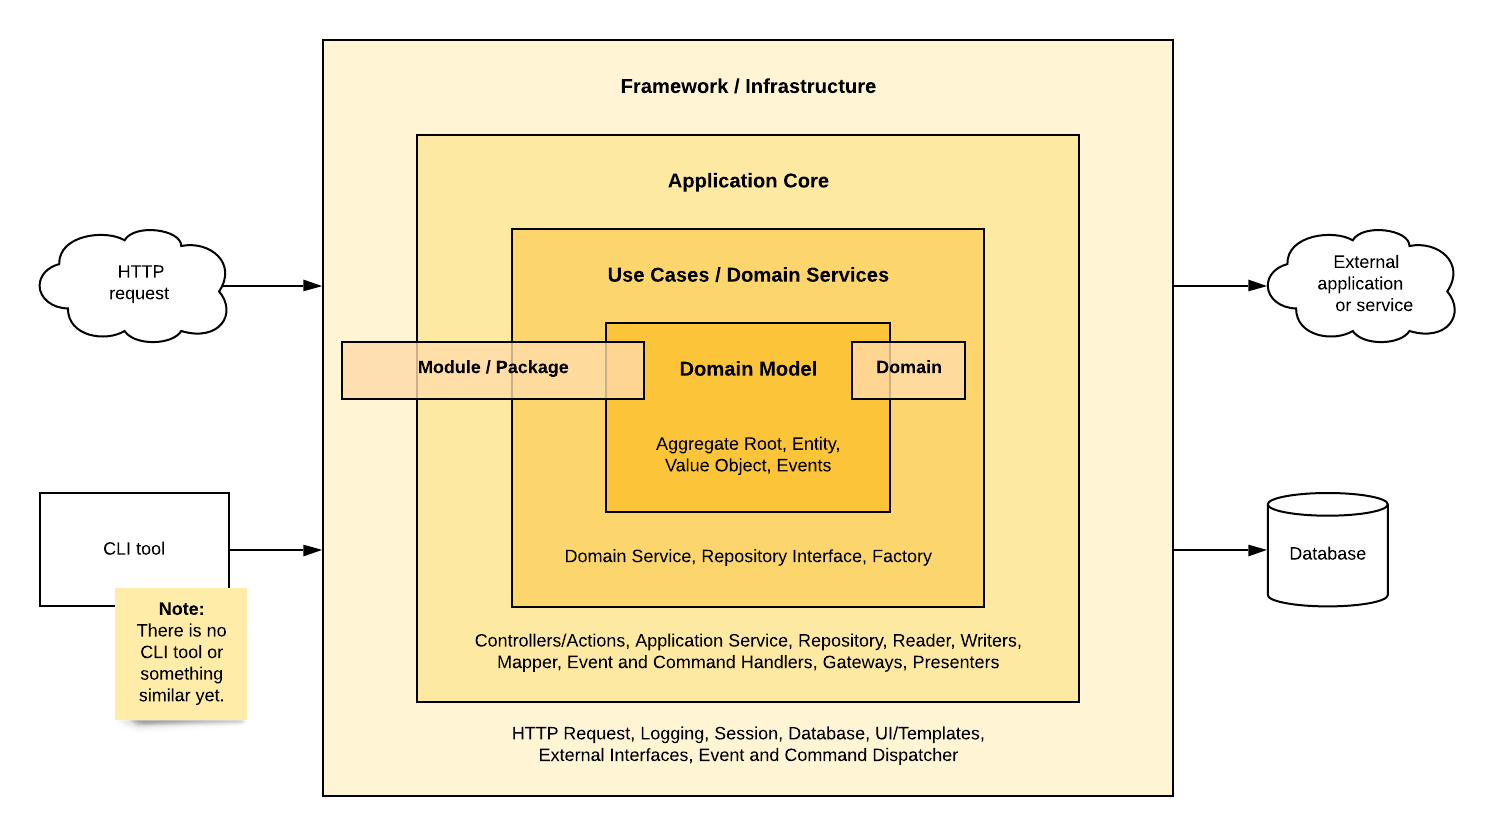 Framework / Infrastructure
Application Core
Use Cases / Domain Services
HTTP
request
External
application
or service
Module / Package
Domain Model
Domain
Aggregate Root, Entity,
Value Object, Events
CLI tool
Domain Service, Repository Interface, Factory
Database
Note:
There is no
CLI tool or
something
similar yet.
Controllers/Actions, Application Service, Repository, Reader, Writers,
Mapper, Event and Command Handlers, Gateways, Presenters
HTTP Request, Logging, Session, Database, UI/Templates,
External Interfaces, Event and Command Dispatcher